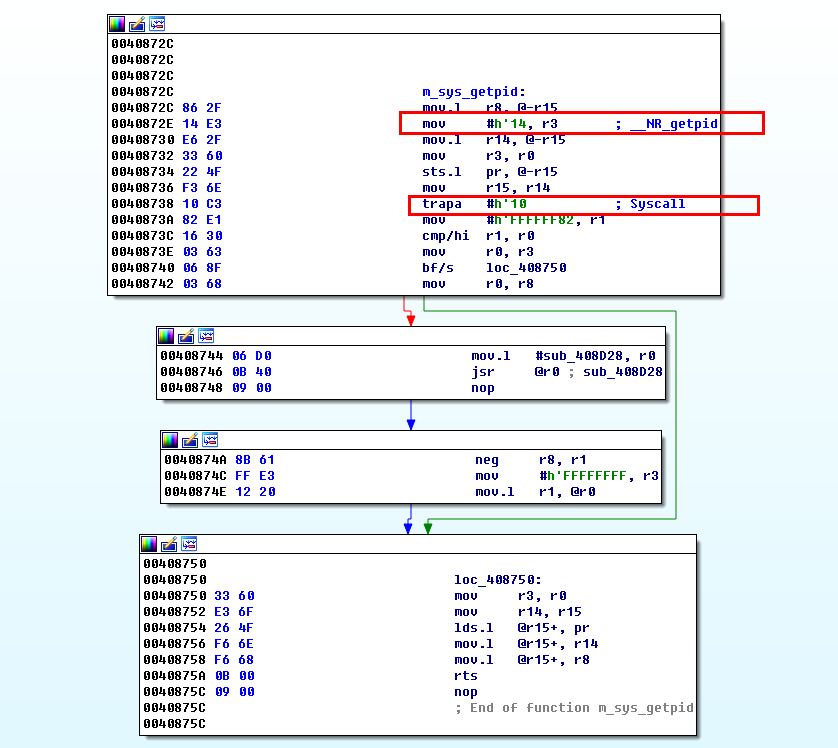 0040872C
0040872C
0040872C
0040872C m_sys_getpid:
0040872C 86 2F mov.l r8, @-r15
0040872E 14 E3 mov #h'14, r3 ; __NR_getpid
00408730 E6 2F mov.l r14, @-r15
00408732 33 60 mov r3, r0
00408734 22 4F sts.l pr, @-r15
00408736 F3 6E mov r15, r14
00408738 10 C3 trapa #h'10 ; Syscall
0040873A 82 E1 mov #h'FFFFFF82, r1
0040873C 16 30 cmp/hi r1, r0
0040873E 03 63 mov r0, r3
00408740 06 8F bf/s loc_408750
00408742 03 68 mov r0, r8
00408744 06 D0 mov.l #sub_408D28, r0
00408746 0B 40 jsr @r0 ; sub_408D28
00408748 09 00 nop
0040874A 8B 61 neg r8, r1
0040874C FF E3 mov #h'FFFFFFFF, r3
0040874E 12 20 mov.l r1, @r0
00408750
00408750 loc_408750:
00408750 33 60 mov r3, r0
00408752 E3 6F mov r14, r15
00408754 26 4F lds.l @r15+, pr
00408756 F6 6E mov.l @r15+, r14
00408758 F6 68 mov.l @r15+, r8
0040875A 0B 00 rts
0040875C 09 00 nop
0040875C ; End of function m_sys_getpid
0040875C